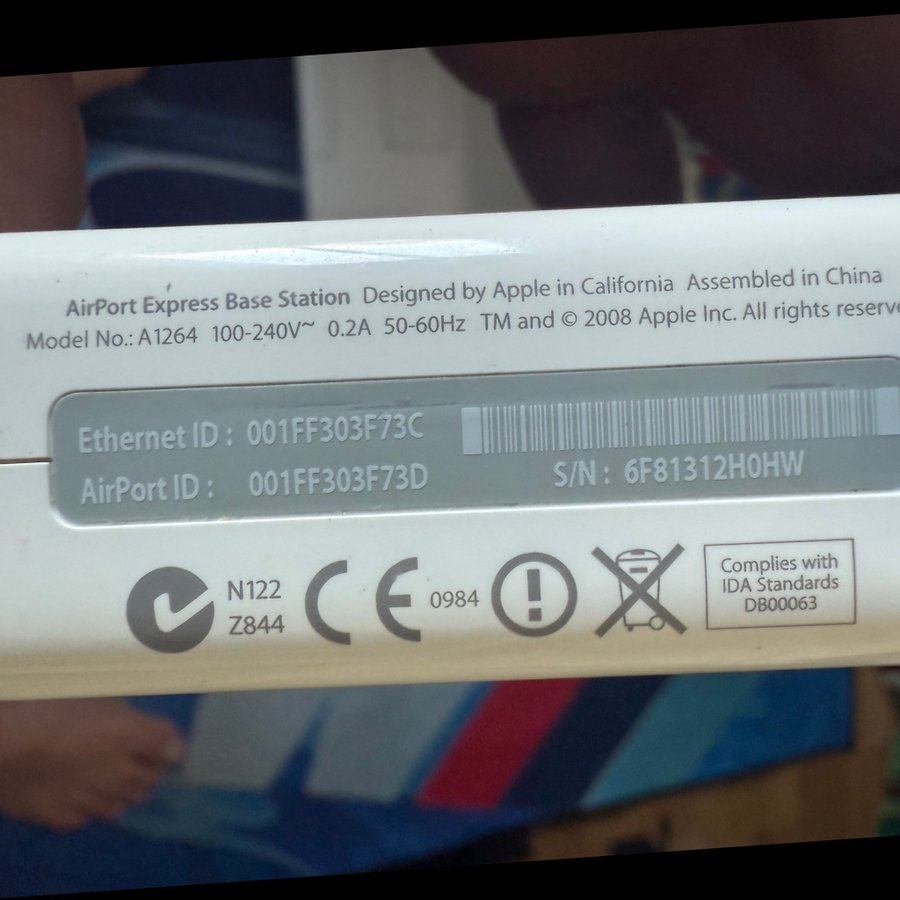 AirPort Express Base Station Designed by Apple in California Assembled in China
Model No.: A1264 100-240V~ 0.2A 50-60Hz TM and © 2008 Apple Inc. All rights reserve
Ethernet ID : 001FF303F73C
AirPort ID : 001FF303F73D
S/N : 6F81312H0HW
N122
Z844
CE 0984
Complies with
IDA Standards
DB00063